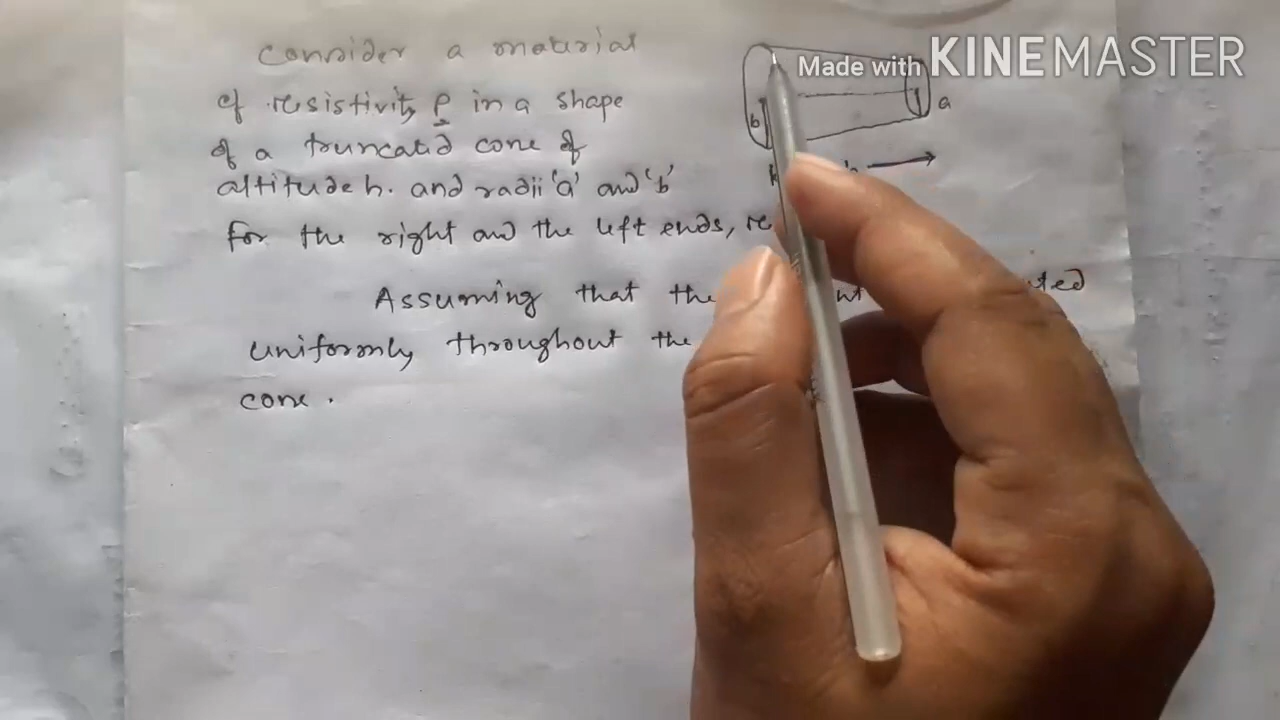 Consider a material
of resistivity ρ in a shape
of a truncated cone of
altitude h. and radii 'a' and 'b'
for the right and the left ends, re
Assuming that the
uniformly throughout the
cone.
b
a
Made with KINEMASTER